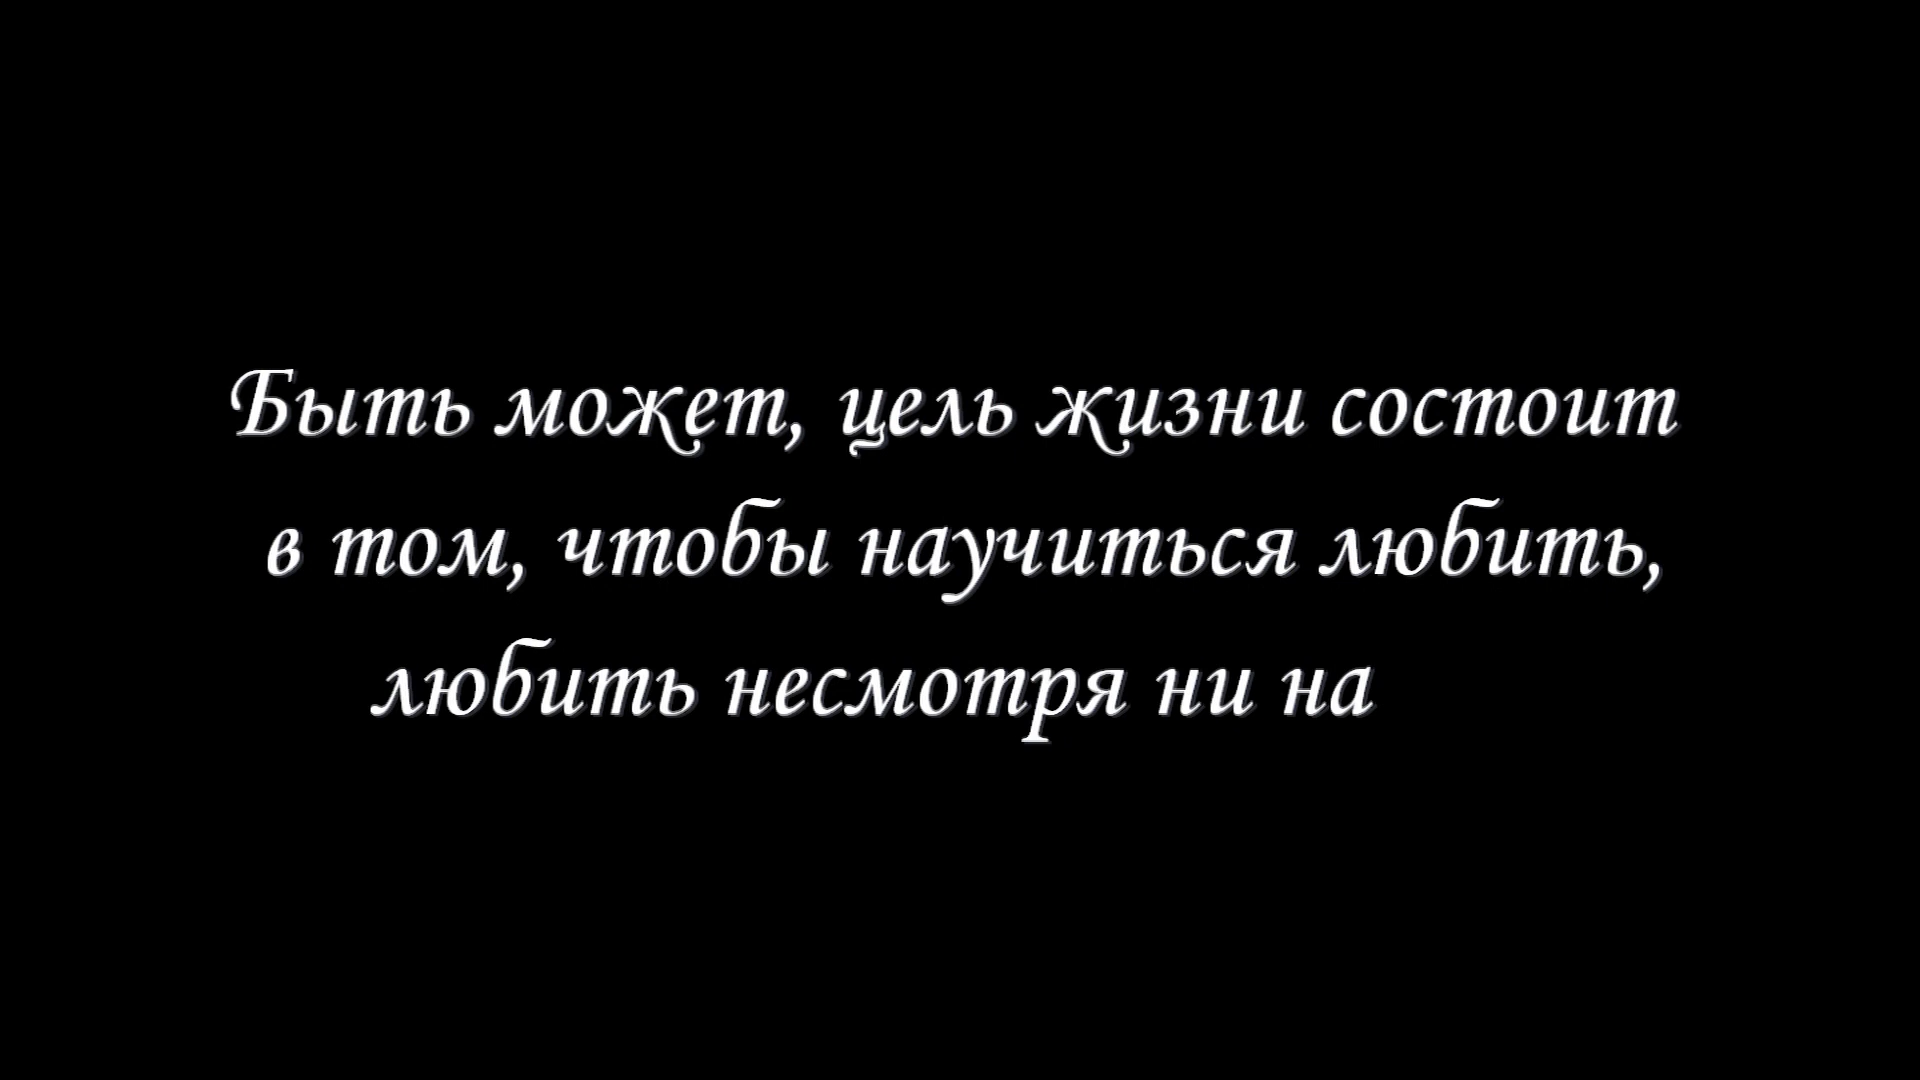 Быть может, цель жизни состоит
в том, чтобы научиться любить,
любить несмотря ни на